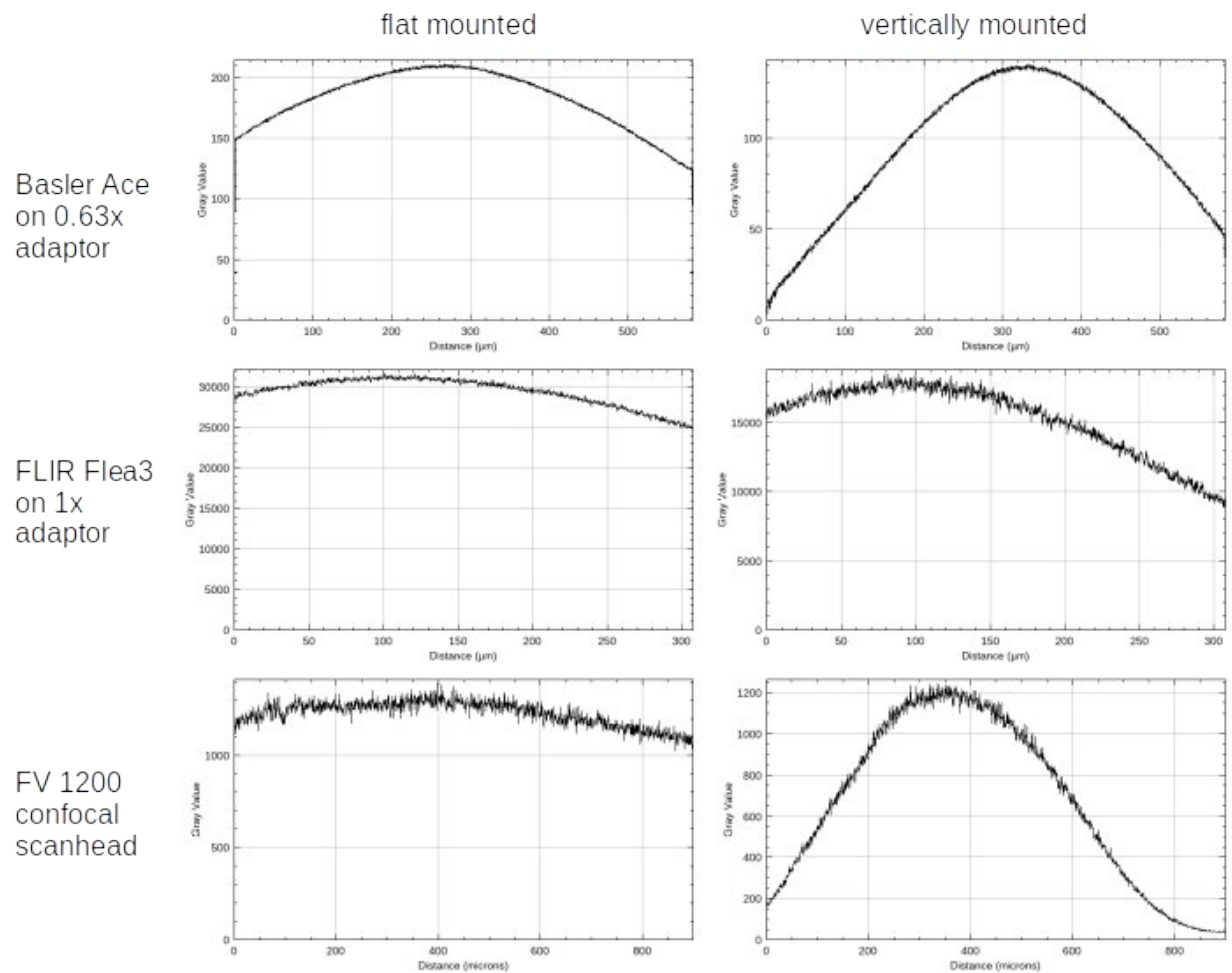 flat mounted
vertically mounted
Basler Ace
on 0.63x
adaptor
Gray Value
200
150
100
50
0
0 100 200 300 400 500
Distance (µm)
Gray Value
100
50
0
0 100 200 300 400 500
Distance (µm)
FLIR Flea3
on 1x
adaptor
Gray Value
30000
25000
20000
15000
10000
5000
0
0 50 100 150 200 250 300
Distance (µm)
Gray Value
15000
10000
5000
0
0 50 100 150 200 250 300
Distance (µm)
FV 1200
confocal
scanhead
Gray Value
1000
500
0
0 200 400 600 800
Distance (microns)
Gray Value
1200
1000
800
600
400
200
0
0 200 400 600 800
Distance (microns)